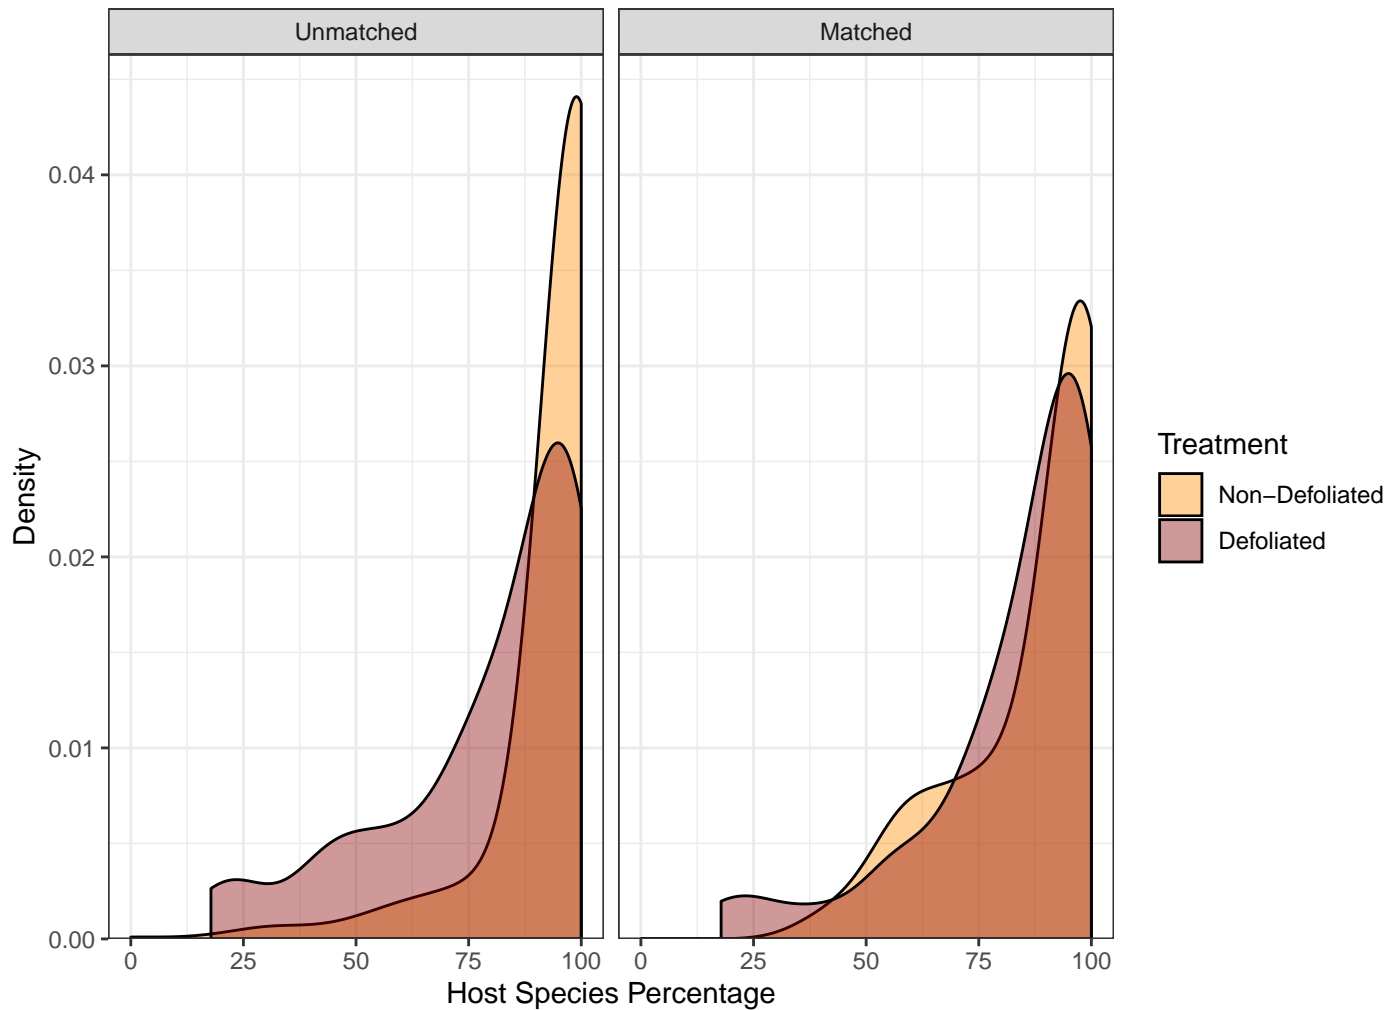 Unmatched
Matched
Density
0.04
0.03
0.02
0.01
0.00
0 25 50 75 100
0 25 50 75 100
Host Species Percentage
Treatment
Non−Defoliated
Defoliated